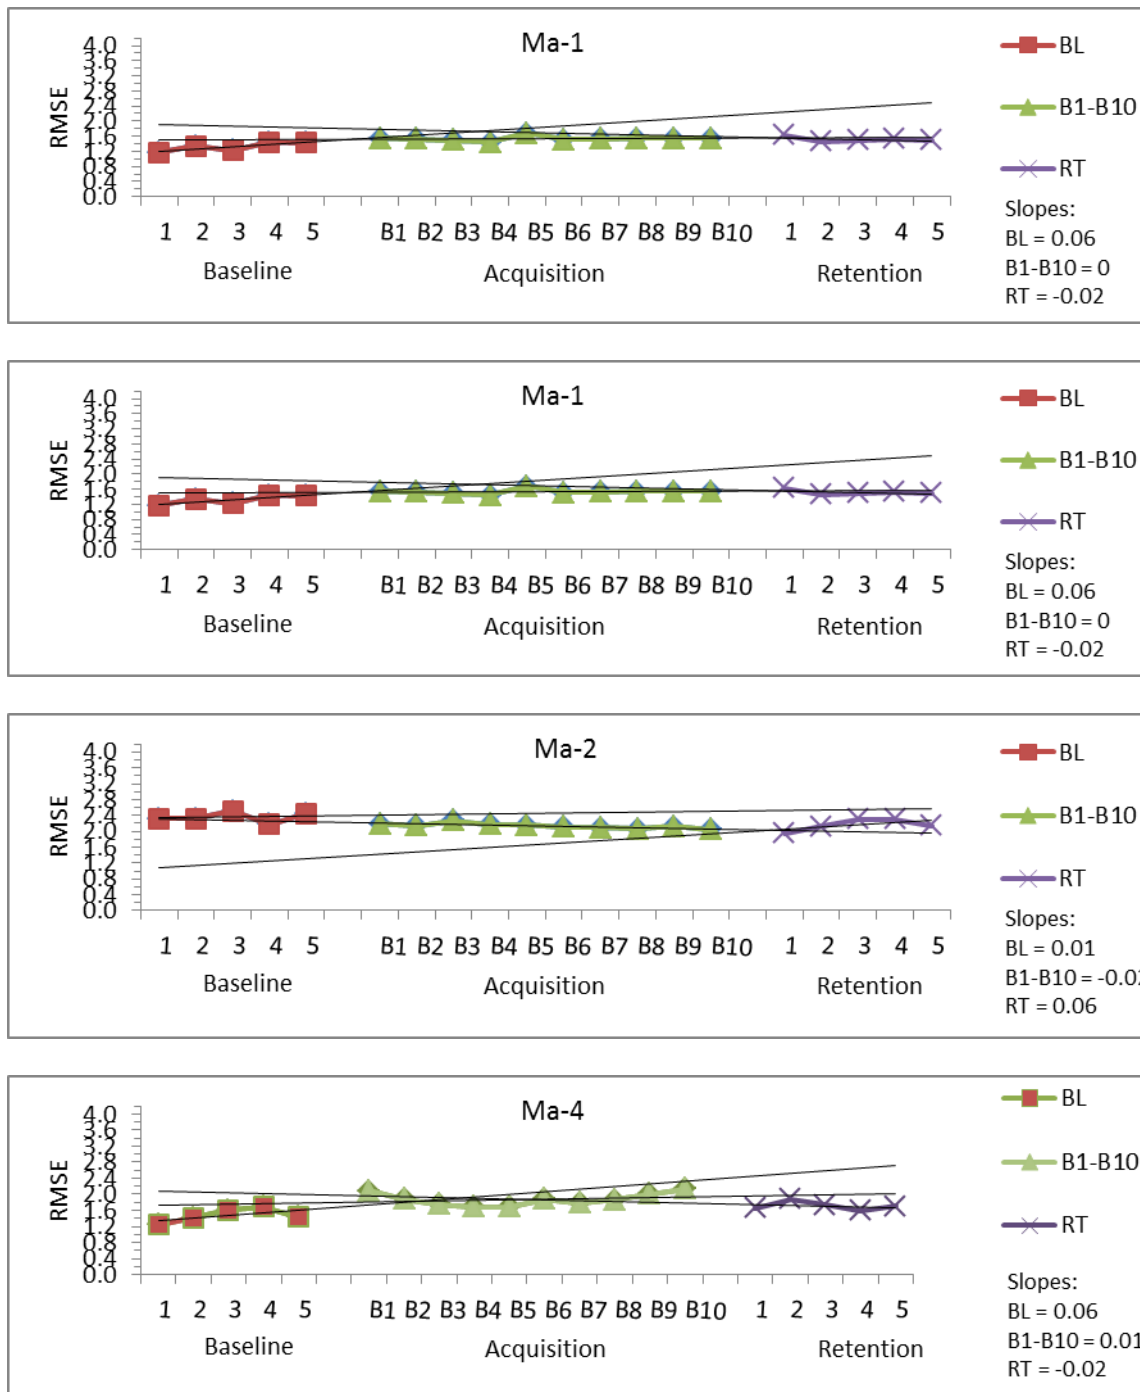 Ma-1
RMSE
4.0
3.6
3.2
2.8
2.4
2.0
1.6
1.2
0.8
0.4
0.0
1 2 3 4 5 B1 B2 B3 B4 B5 B6 B7 B8 B9 B10 1 2 3 4 5
Baseline Acquisition Retention
BL
B1-B10
RT
Slopes:
BL = 0.06
B1-B10 = 0
RT = -0.02
Ma-1
RMSE
4.0
3.6
3.2
2.8
2.4
2.0
1.6
1.2
0.8
0.4
0.0
1 2 3 4 5 B1 B2 B3 B4 B5 B6 B7 B8 B9 B10 1 2 3 4 5
Baseline Acquisition Retention
BL
B1-B10
RT
Slopes:
BL = 0.06
B1-B10 = 0
RT = -0.02
Ma-2
RMSE
4.0
3.6
3.2
2.8
2.4
2.0
1.6
1.2
0.8
0.4
0.0
1 2 3 4 5 B1 B2 B3 B4 B5 B6 B7 B8 B9 B10 1 2 3 4 5
Baseline Acquisition Retention
BL
B1-B10
RT
Slopes:
BL = 0.01
B1-B10 = -0.02
RT = 0.06
Ma-4
RMSE
4.0
3.6
3.2
2.8
2.4
2.0
1.6
1.2
0.8
0.4
0.0
1 2 3 4 5 B1 B2 B3 B4 B5 B6 B7 B8 B9 B10 1 2 3 4 5
Baseline Acquisition Retention
BL
B1-B10
RT
Slopes:
BL = 0.06
B1-B10 = 0.01
RT = -0.02